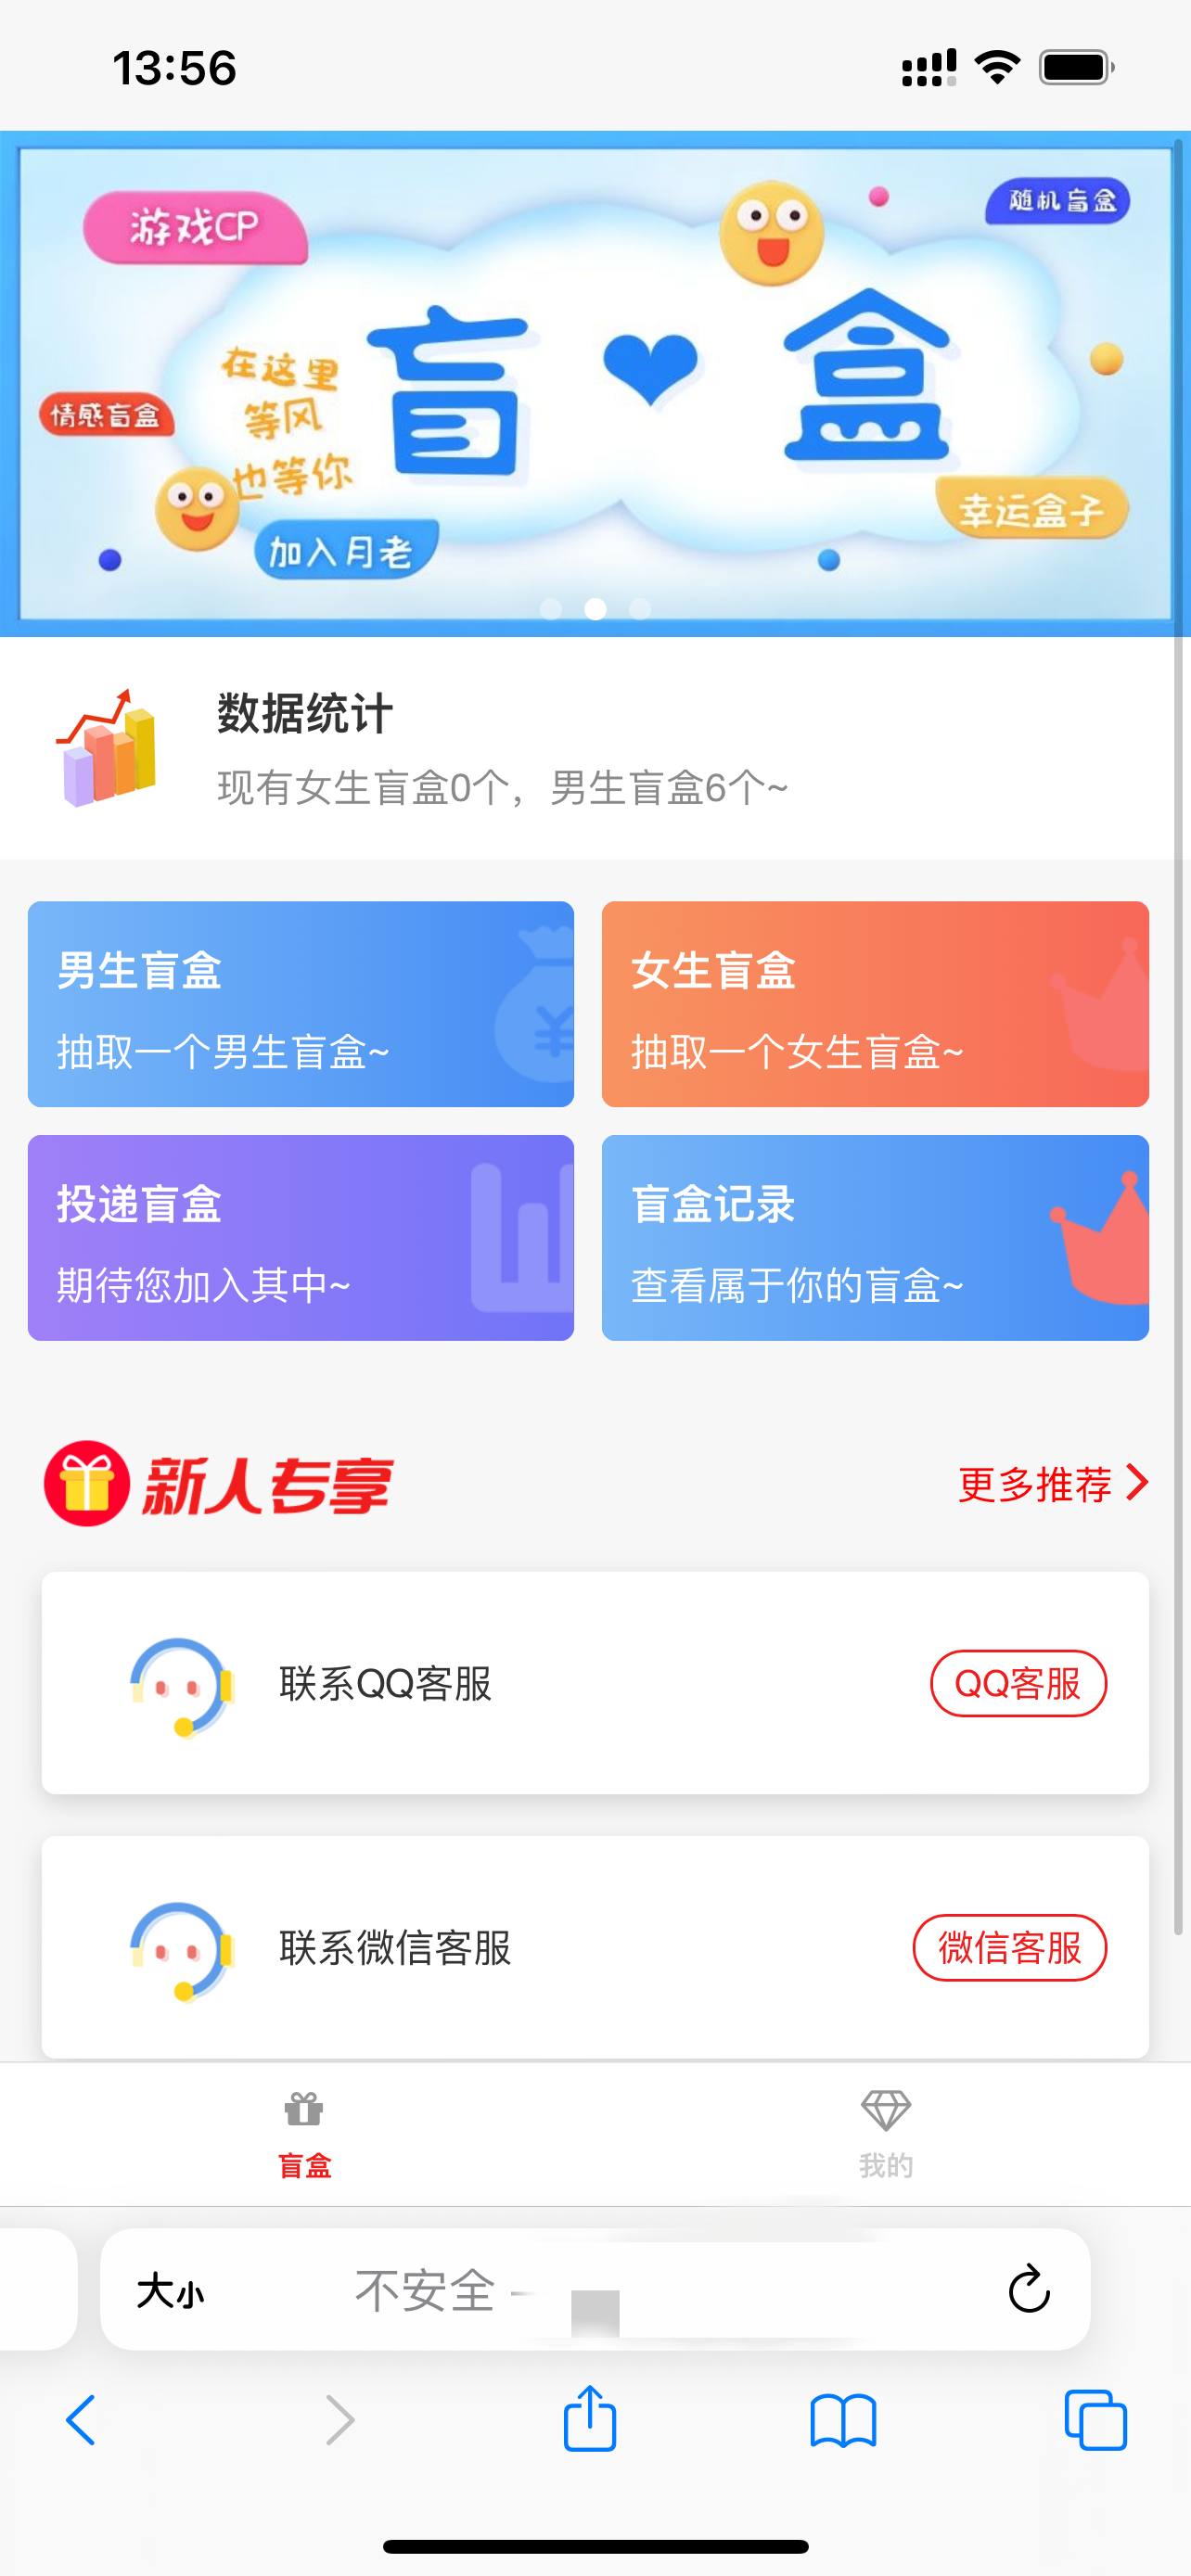 13:56
游戏CP
随机盲盒
盲❤盒
在这里
等风
也等你
情感盲盒
幸运盒子
加入月老
数据统计
现有女生盲盒0个，男生盲盒6个~
男生盲盒
抽取一个男生盲盒~
女生盲盒
抽取一个女生盲盒~
投递盲盒
期待您加入其中~
盲盒记录
查看属于你的盲盒~
新人专享
更多推荐
联系QQ客服
QQ客服
联系微信客服
微信客服
盲盒
我的
大小
不安全 —